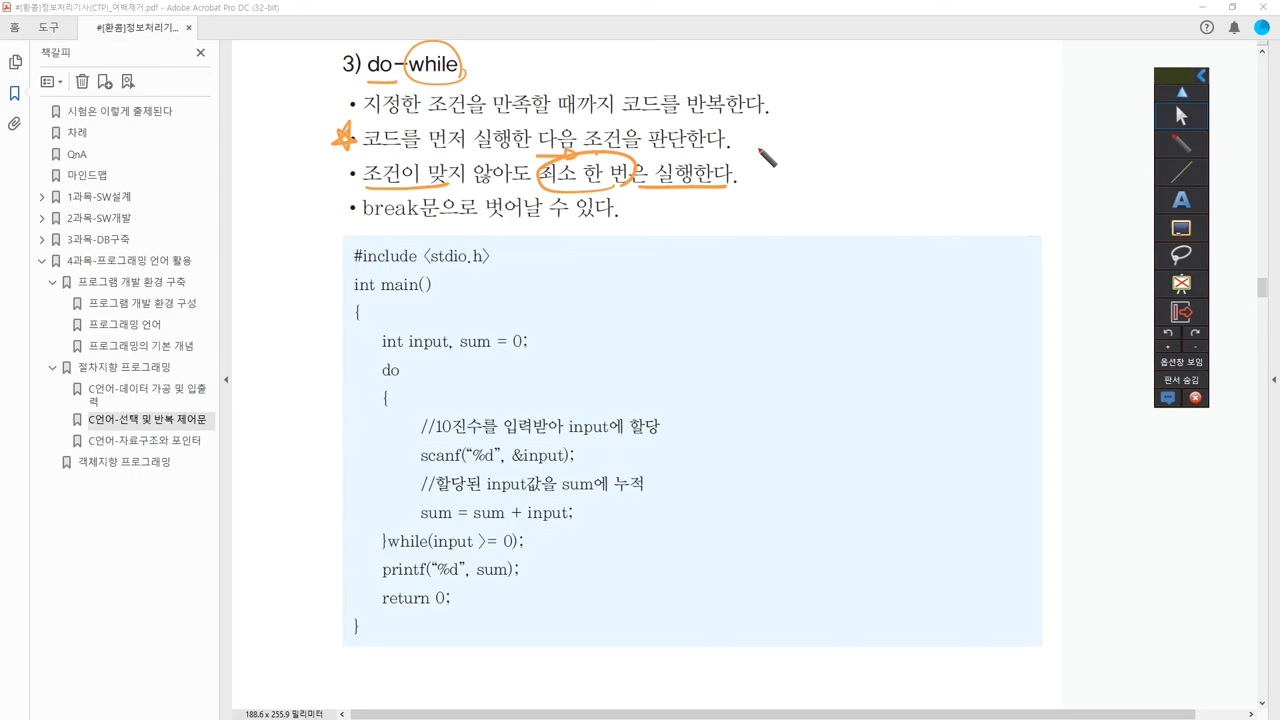 #[환콤]정보처리기사(CTP)_여백제거.pdf - Adobe Acrobat Pro DC (32-bit)
홈
도구
#[환콤]정보처리기...
책갈피
시험은 이렇게 출제된다
차례
QnA
마인드맵
1과목-SW설계
2과목-SW개발
3과목-DB구축
4과목-프로그래밍 언어 활용
프로그램 개발 환경 구축
프로그램 개발 환경 구성
프로그래밍 언어
프로그래밍의 기본 개념
절차지향 프로그래밍
C언어-데이터 가공 및 입출
력
C언어-선택 및 반복 제어문
C언어-자료구조와 포인터
객체지향 프로그래밍
3) do-while
• 지정한 조건을 만족할 때까지 코드를 반복한다.
• 코드를 먼저 실행한 다음 조건을 판단한다.
• 조건이 맞지 않아도 최소 한 번은 실행한다.
• break문으로 벗어날 수 있다.
#include <stdio.h>
int main()
{
int input, sum = 0;
do
{
//10진수를 입력받아 input에 할당
scanf(“%d”, &input);
//할당된 input값을 sum에 누적
sum = sum + input;
}while(input >= 0);
printf(“%d”, sum);
return 0;
}
A
옵션창 보임
판서 숨김
188.6 x 255.9 밀리미터